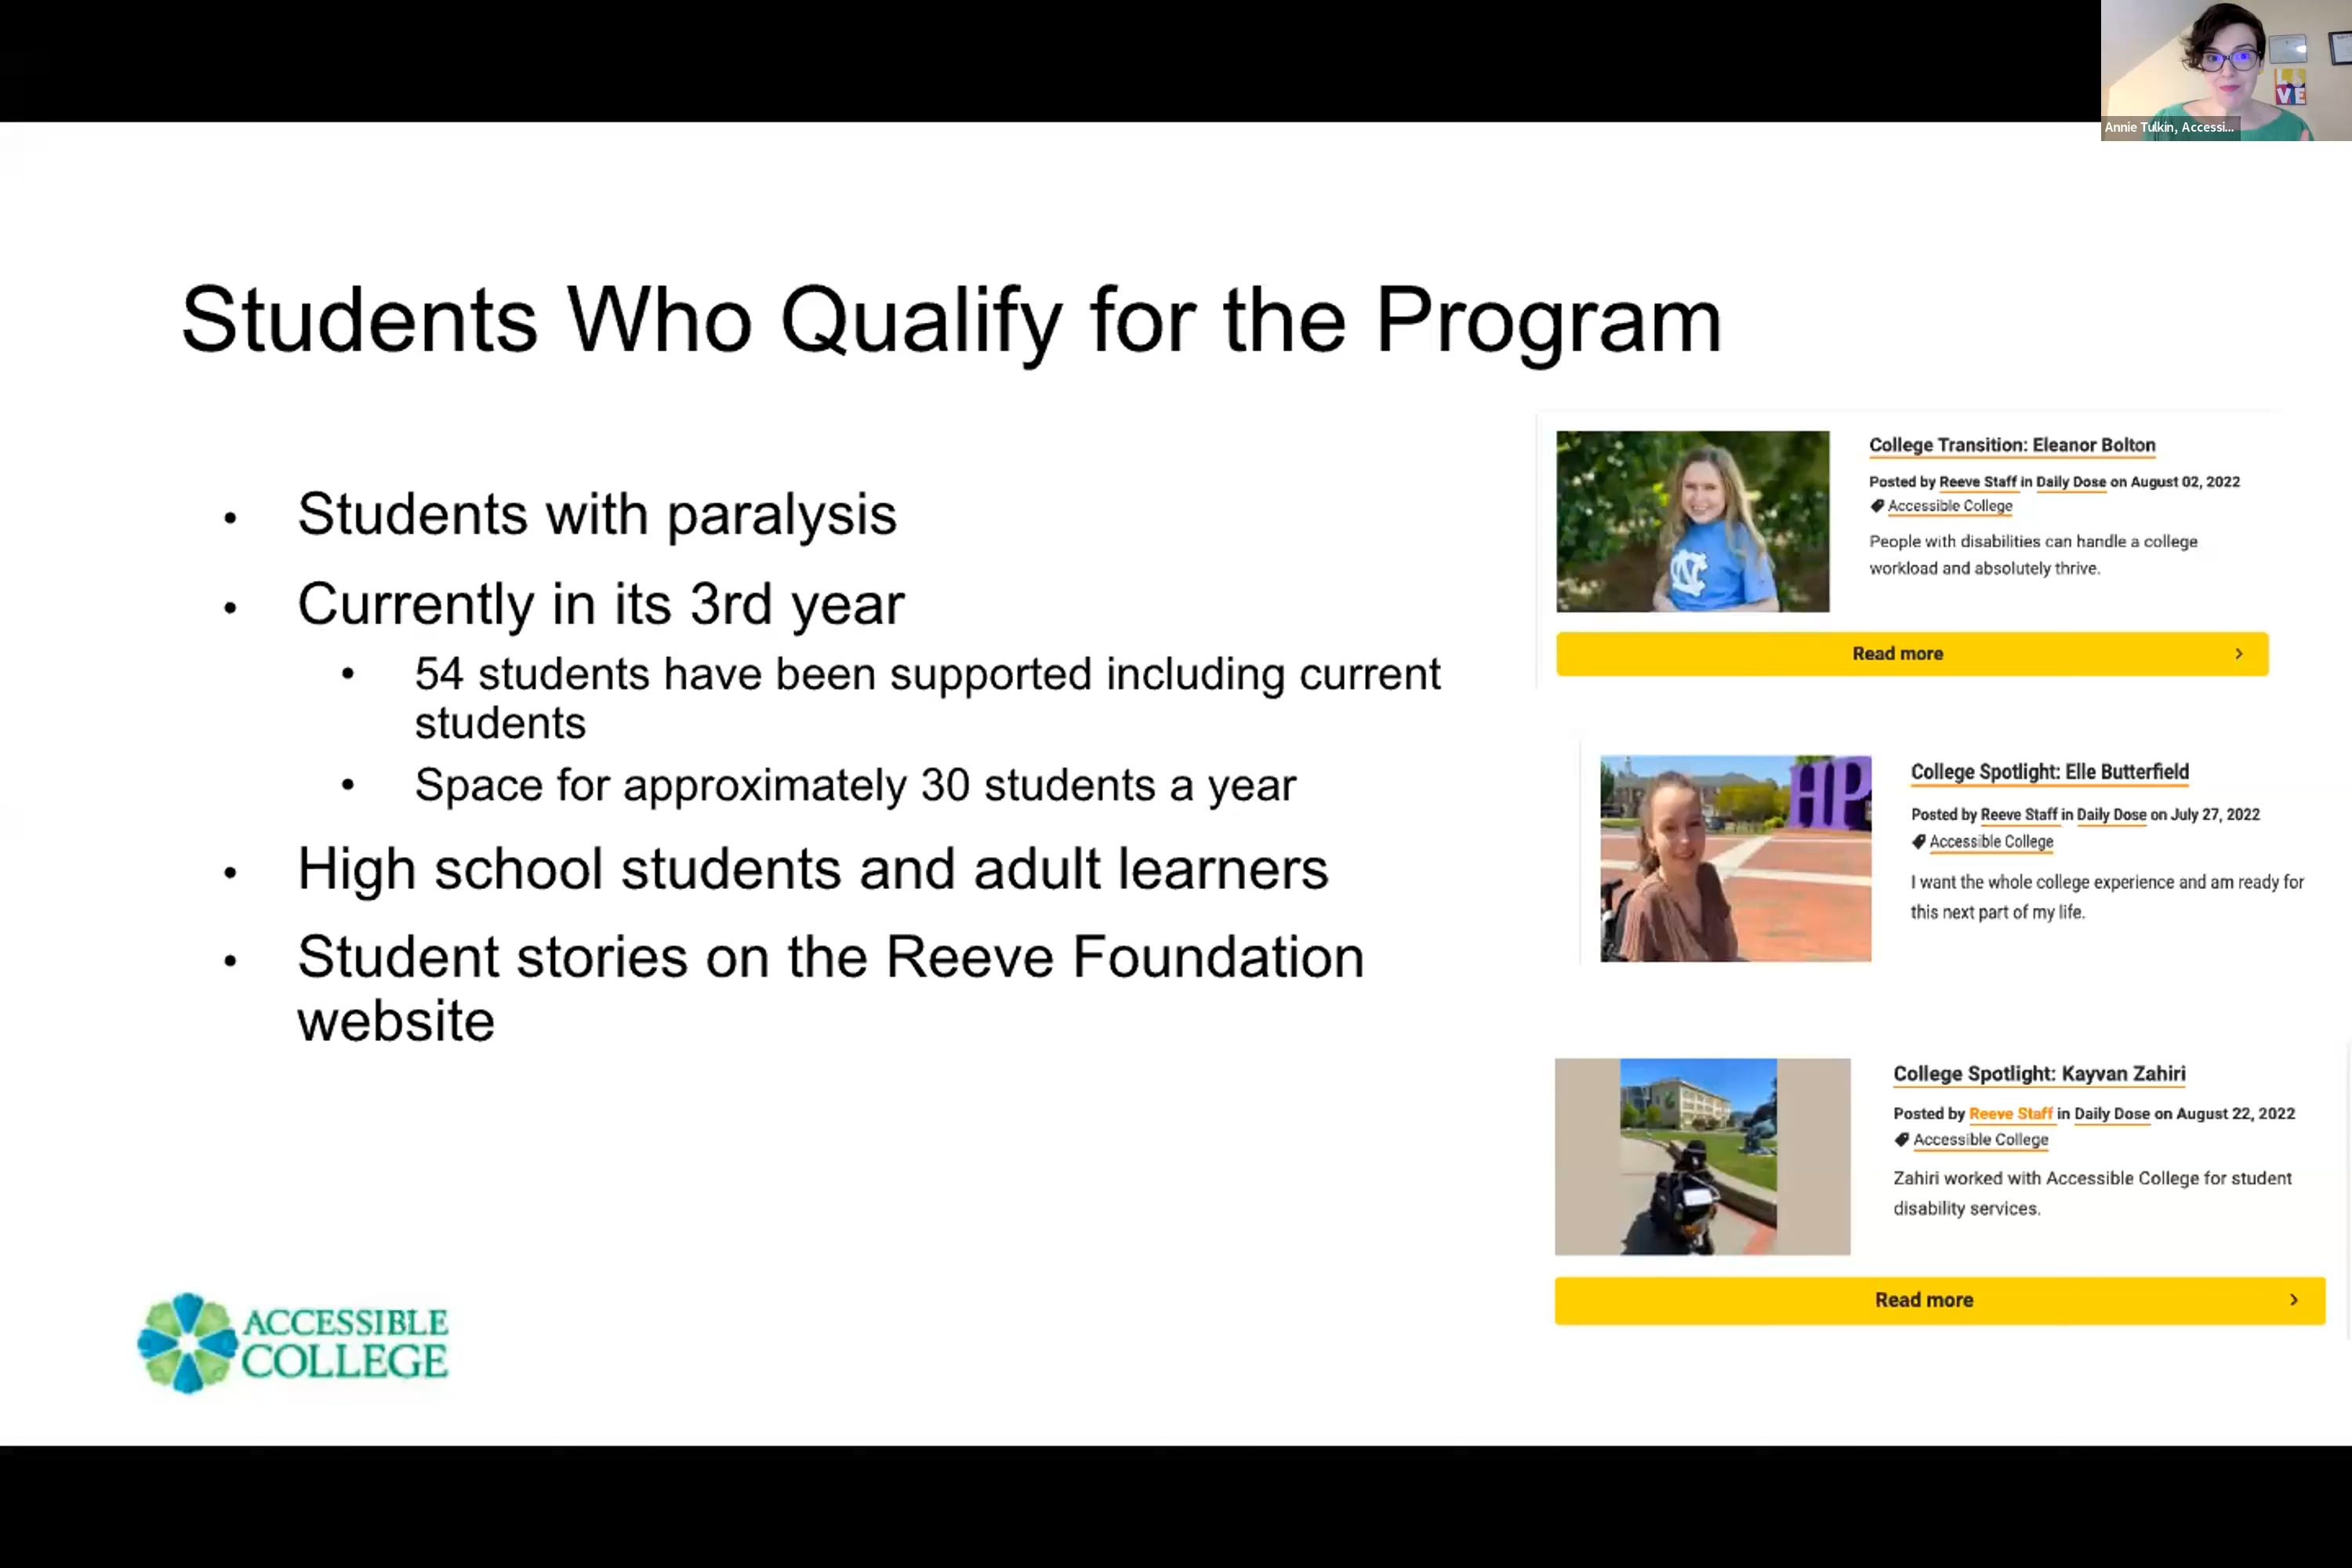 Annie Tulkin, Accessi...
Students Who Qualify for the Program
• Students with paralysis
• Currently in its 3rd year
• 54 students have been supported including current
students
• Space for approximately 30 students a year
• High school students and adult learners
• Student stories on the Reeve Foundation
website
College Transition: Eleanor Bolton
Posted by Reeve Staff in Daily Dose on August 02, 2022
Accessible College
People with disabilities can handle a college
workload and absolutely thrive.
NC
Read more
College Spotlight: Elle Butterfield
Posted by Reeve Staff in Daily Dose on July 27, 2022
Accessible College
I want the whole college experience and am ready for
this next part of my life.
HP
College Spotlight: Kayvan Zahiri
Posted by Reeve Staff in Daily Dose on August 22, 2022
Accessible College
Zahiri worked with Accessible College for student
disability services.
Read more
ACCESSIBLE
COLLEGE